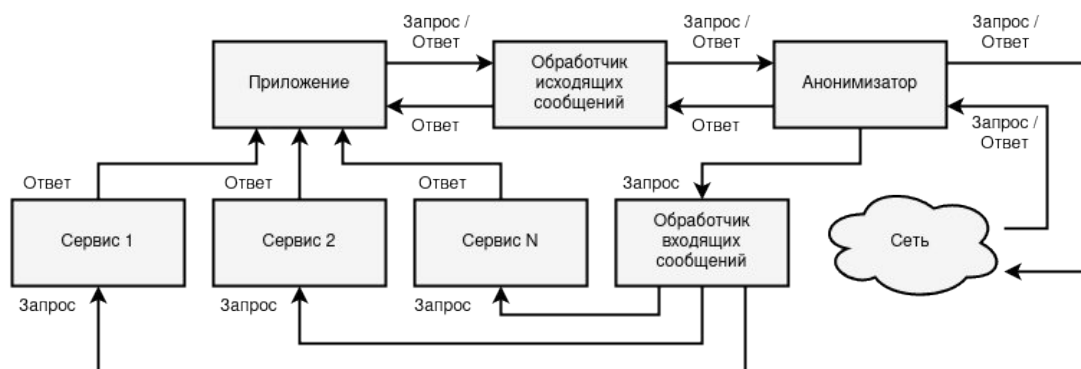 Запрос /
Ответ
Запрос /
Ответ
Запрос /
Ответ
Приложение
Обработчик
исходящих
сообщений
Анонимизатор
Ответ
Ответ
Запрос /
Ответ
Ответ
Ответ
Ответ
Запрос
Сервис 1
Сервис 2
Сервис N
Обработчик
входящих
сообщений
Сеть
Запрос
Запрос
Запрос